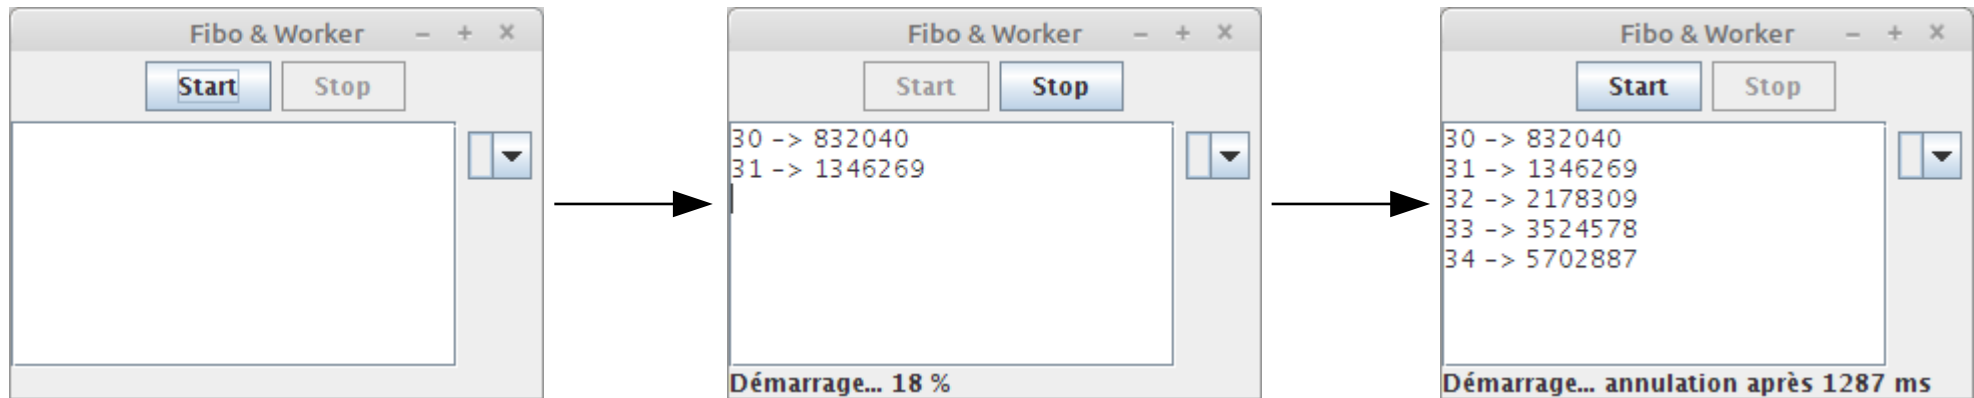 Fibo & Worker
Start Stop
Fibo & Worker
Start Stop
30 -> 832040
31 -> 1346269
Démarrage... 18 %
Fibo & Worker
Start Stop
30 -> 832040
31 -> 1346269
32 -> 2178309
33 -> 3524578
34 -> 5702887
Démarrage... annulation après 1287 ms